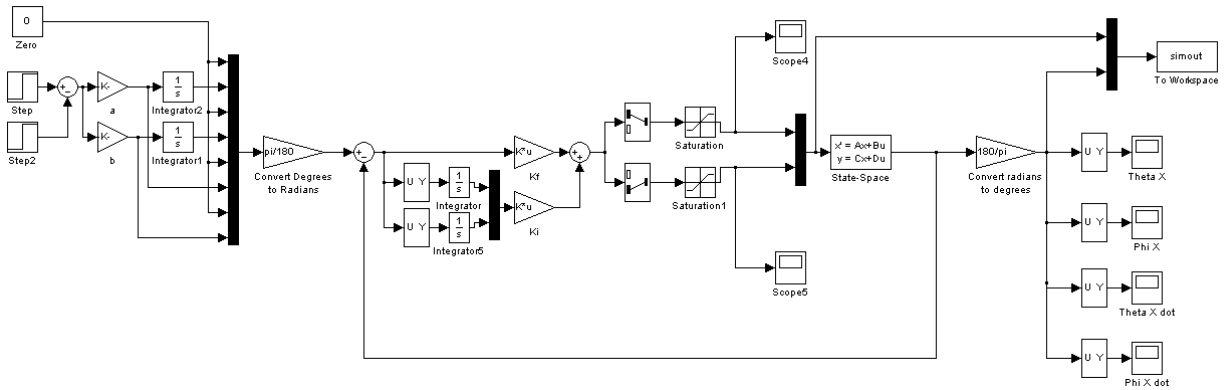 0
Zero
Step
Step2
K-
a
K-
b
1
s
Integrator2
1
s
Integrator1
pi/180
Convert Degrees
to Radians
U Y
1
s
Integrator
U Y
1
s
Integrator5
K*u
Kf
K*u
Ki
Saturation
Saturation1
Scope4
Scope5
x' = Ax+Bu
y = Cx+Du
State-Space
180/pi
Convert radians
to degrees
simout
To Workspace
U Y
Theta X
U Y
Phi X
U Y
Theta X dot
U Y
Phi X dot